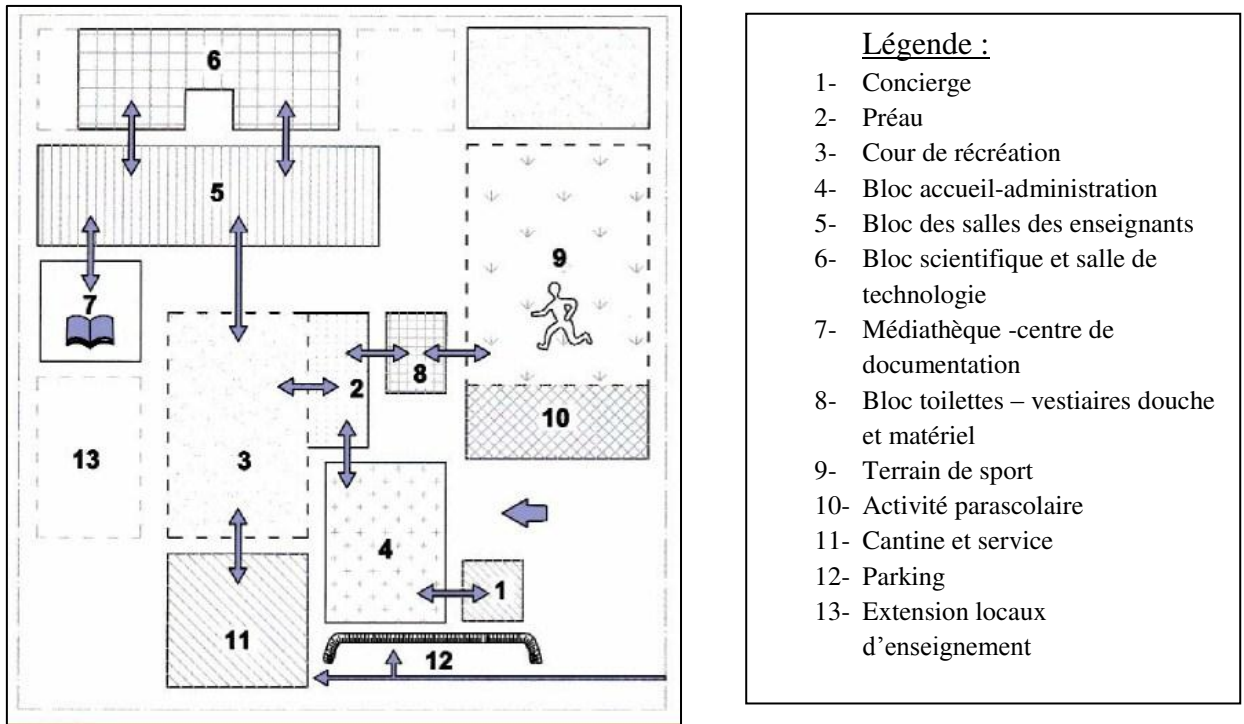 6
5
7
9
8
2
10
13
3
4
1
11
12
Légende :
1- Concierge
2- Préau
3- Cour de récréation
4- Bloc accueil-administration
5- Bloc des salles des enseignants
6- Bloc scientifique et salle de
technologie
7- Médiathèque -centre de
documentation
8- Bloc toilettes – vestiaires douche
et matériel
9- Terrain de sport
10- Activité parascolaire
11- Cantine et service
12- Parking
13- Extension locaux
d’enseignement